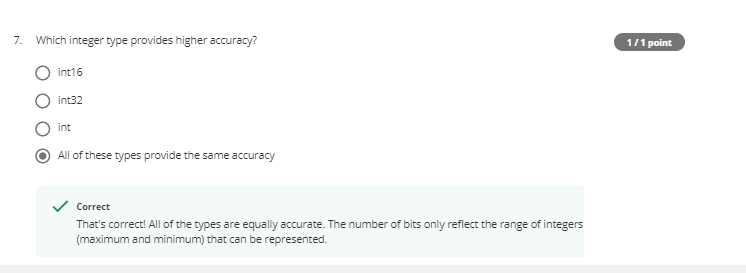 7. Which integer type provides higher accuracy?
1 / 1 point
int16
int32
int
All of these types provide the same accuracy
Correct
That's correct! All of the types are equally accurate. The number of bits only reflect the range of integers
(maximum and minimum) that can be represented.